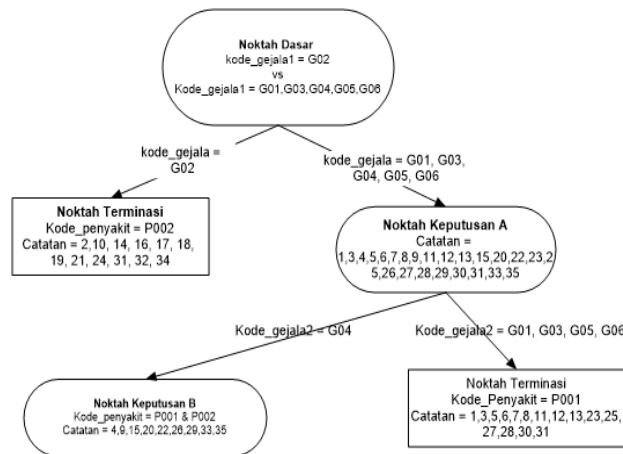 Noktah Dasar
kode_gejala1 = G02
vs
Kode_gejala1 = G01,G03,G04,G05,G06
kode_gejala =
G02
kode_gejala = G01, G03,
G04, G05, G06
Noktah Terminasi
Kode_penyakit = P002
Catatan = 2,10, 14, 16, 17, 18,
19, 21, 24, 31, 32, 34
Noktah Keputusan A
Catatan =
1,3,4,5,6,7,8,9,11,12,13,15,20,22,23,2
5,26,27,28,29,30,31,33,35
Kode_gejala2 = G04
Kode_gejala2 = G01, G03, G05, G06
Noktah Keputusan B
Kode_penyakit = P001 & P002
Catatan = 4,9,15,20,22,26,29,33,35
Noktah Terminasi
Kode_Penyakit = P001
Catatan = 1,3,5,6,7,8,11,12,13,23,25,
27,28,30,31